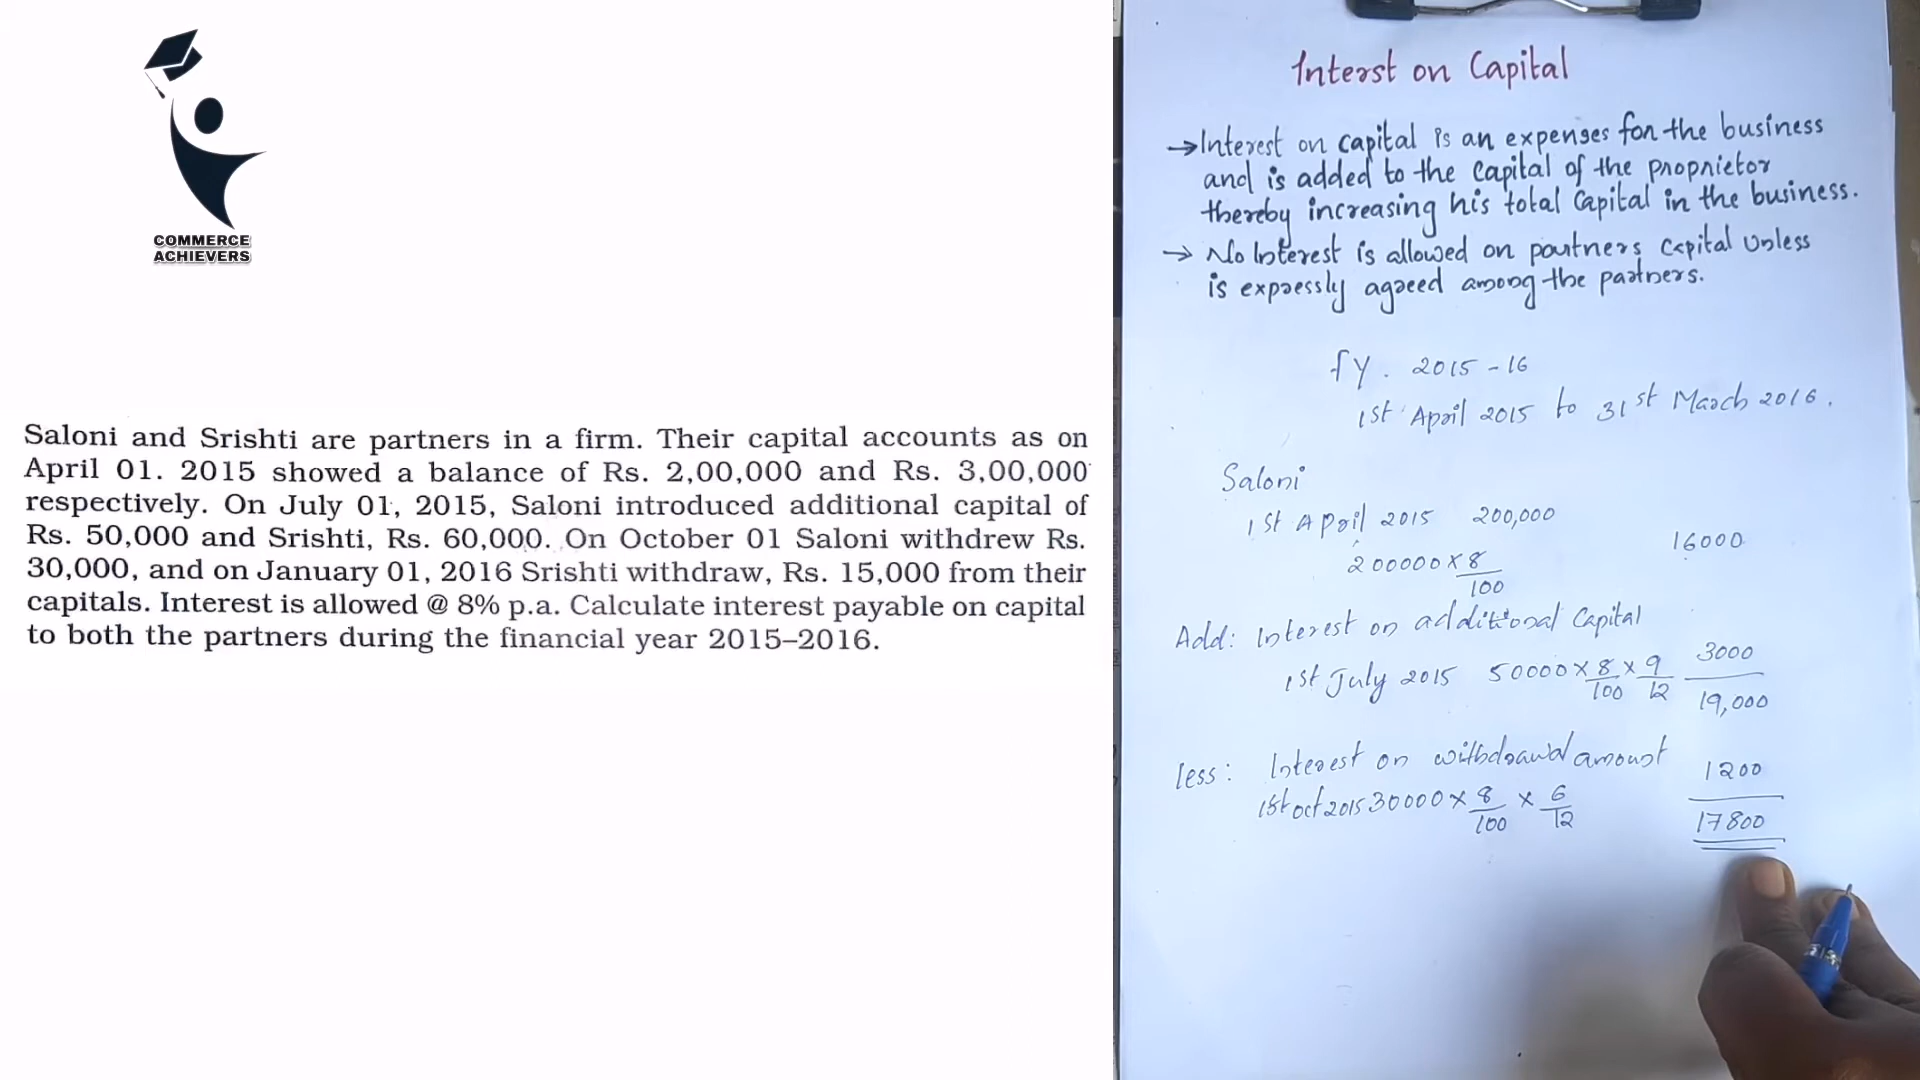 COMMERCE
ACHIEVERS
Saloni and Srishti are partners in a firm. Their capital accounts as on
April 01. 2015 showed a balance of Rs. 2,00,000 and Rs. 3,00,000
respectively. On July 01, 2015, Saloni introduced additional capital of
Rs. 50,000 and Srishti, Rs. 60,000. On October 01 Saloni withdrew Rs.
30,000, and on January 01, 2016 Srishti withdraw, Rs. 15,000 from their
capitals. Interest is allowed @ 8% p.a. Calculate interest payable on capital
to both the partners during the financial year 2015–2016.
Interst on Capital
→Interest on capital is an expenses for the business
and is added to the capital of the proprietor
thereby increasing his total Capital in the business.
→ No Interest is allowed on partners capital Unless
is expressly agreed among the partners.
FY. 2015-16
1st April 2015 to 31st March 2016.
Saloni
1st April 2015 200,000
200000 × 8/100 16000
Add: Interest on additional Capital
1st July 2015 50000 × 8/100 × 9/12 3000
19,000
less: Interest on withdrawal amount
1st oct 2015 30000 × 8/100 × 6/12 1200
17800